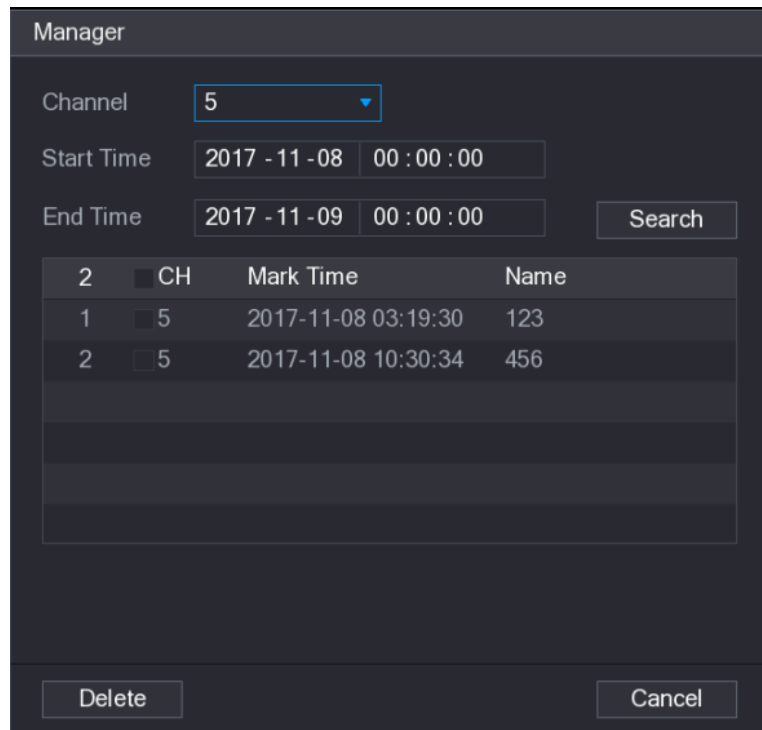 Manager
Channel 5
Start Time 2017 -11 -08 00 : 00 : 00
End Time 2017 -11 -09 00 : 00 : 00 Search
2 CH Mark Time Name
1 5 2017-11-08 03:19:30 123
2 5 2017-11-08 10:30:34 456
Delete Cancel